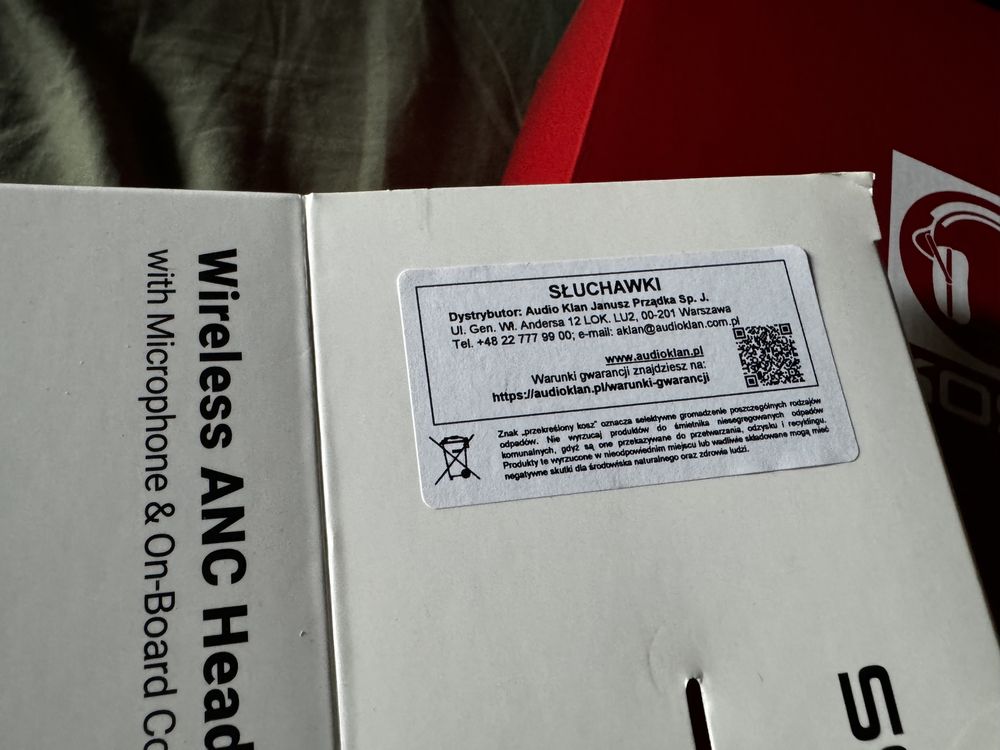 Wireless ANC Head
with Microphone & On-Board Co
SŁUCHAWKI
Dystrybutor: Audio Klan Janusz Prządka Sp. J.
Ul. Gen. Wł. Andersa 12 LOK. LU2, 00-201 Warszawa
Tel. +48 22 777 99 00; e-mail: aklan@audioklan.com.pl
www.audioklan.pl
Warunki gwarancji znajdziesz na:
https://audioklan.pl/warunki-gwarancji
Znak „przekreślony kosz” oznacza selektywne gromadzenie poszczególnych rodzajów
odpadów. Nie wyrzucaj produktów do śmietnika niesegregowanych odpadów
komunalnych, gdyż są one przekazywane do przetwarzania, odzysku i recyklingu.
Produkty te wyrzucone w nieodpowiednim miejscu lub wadliwie składowane mogą mieć
negatywne skutki dla środowiska naturalnego oraz zdrowia ludzi.